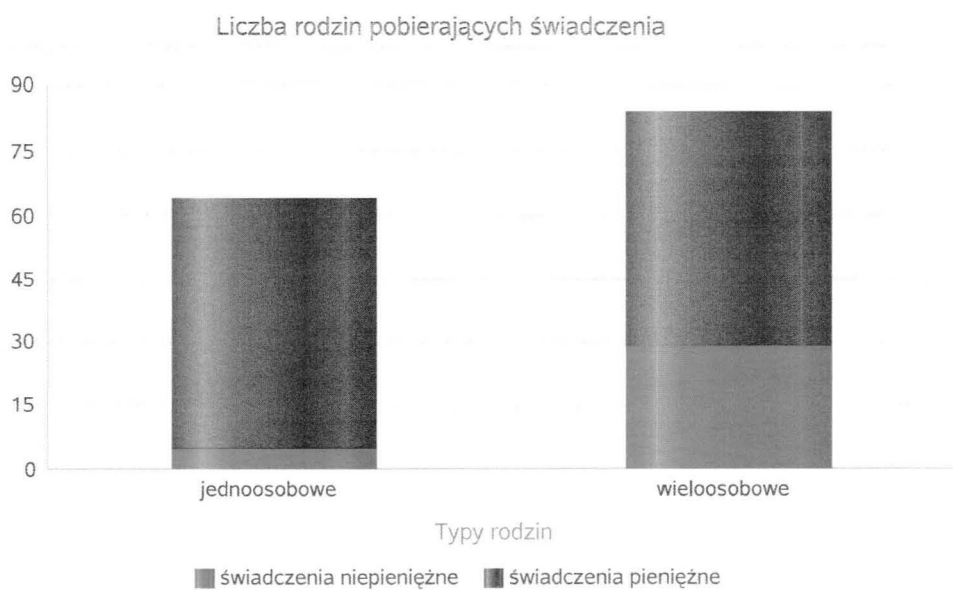 Liczba rodzin pobierających świadczenia
90
75
60
45
30
15
0
jednoosobowe wieloosobowe
Typy rodzin
świadczenia niepieniężne świadczenia pieniężne